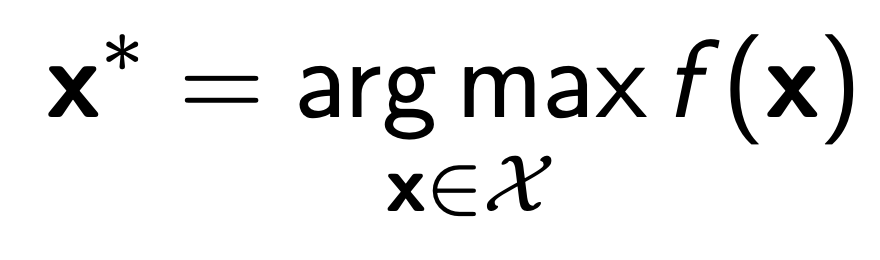 x* = arg max f(x)
x∈𝒳